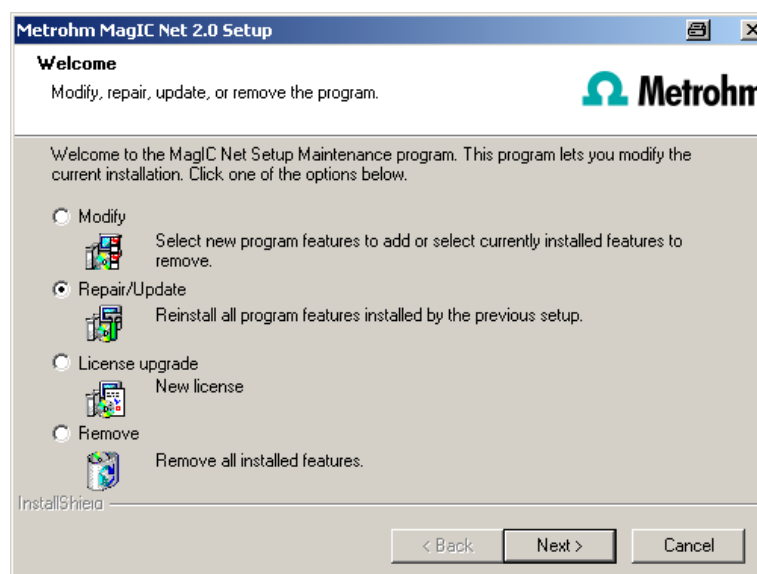 Metrohm MagIC Net 2.0 Setup
Welcome
Modify, repair, update, or remove the program.
Metrohm
Welcome to the MagIC Net Setup Maintenance program. This program lets you modify the
current installation. Click one of the options below.
Modify
Select new program features to add or select currently installed features to
remove.
Repair/Update
Reinstall all program features installed by the previous setup.
License upgrade
New license
Remove
Remove all installed features.
InstallShield
< Back
Next >
Cancel